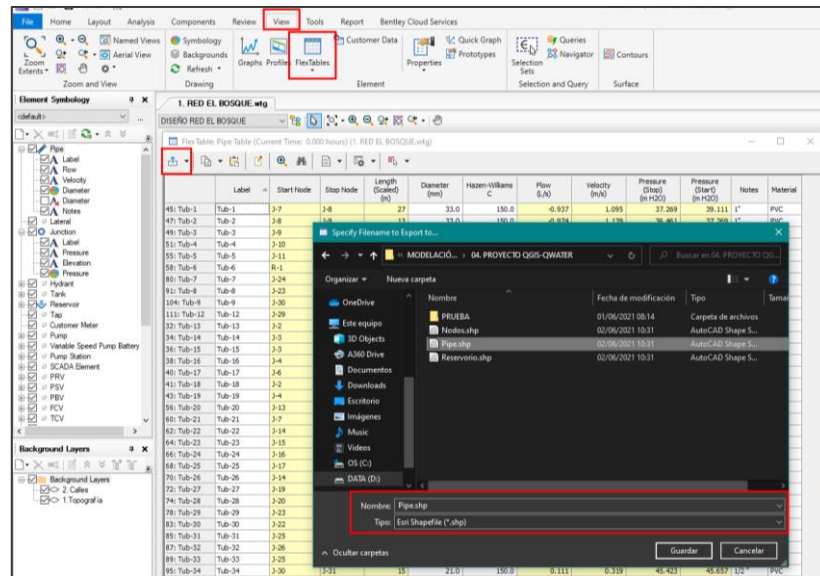 File Home Layout Analysis Components Review View Tools Report Bentley Cloud Services
Zoom Extents
Named Views
Aerial View
Zoom and View
Symbology
Backgrounds
Refresh
Drawing
Graphs Profiles FlexTables
Customer Data
Element
Properties
Quick Graph
Prototypes
Selection Sets
Queries
SCADA Navigator
Selection and Query
Contours
Surface
Element Symbology
<default>
Pipe
Label
Flow
Velocity
Diameter
Diameter
Notes
Lateral
Junction
Label
Pressure
Elevation
Pressure
Hydrant
Tank
Reservoir
Tap
Customer Meter
Pump
Variable Speed Pump Battery
Pump Station
SCADA Element
PRV
PSV
PBV
FCV
TCV
Background Layers
Background Layers
2. Calles
1.Topografia
1. RED EL BOSQUE.wtg
DISEÑO RED EL BOSQUE
FlexTable: Pipe Table (Current Time: 0.000 hours) (1. RED EL BOSQUE.wtg)
Label Start Node Stop Node Length (Scaled) (m) Diameter (mm) Hazen-Williams C Flow (L/s) Velocity (m/s) Pressure (Stop) (m H2O) Pressure (Start) (m H2O) Notes Material
45: Tub-1 Tub-1 J-7 J-8 27 33.0 150.0 -0.937 1.095 37.269 39.111 1" PVC
47: Tub-2 Tub-2 J-8
49: Tub-3 Tub-3 J-9
51: Tub-4 Tub-4 J-10
55: Tub-5 Tub-5 J-11
58: Tub-6 Tub-6 R-1
80: Tub-7 Tub-7 J-24
91: Tub-8 Tub-8 J-23
104: Tub-9 Tub-9 J-30
111: Tub-12 Tub-12 J-29
32: Tub-13 Tub-13 J-2
34: Tub-14 Tub-14 J-3
36: Tub-15 Tub-15 J-3
38: Tub-16 Tub-16 J-4
40: Tub-17 Tub-17 J-6
41: Tub-18 Tub-18 J-2
43: Tub-19 Tub-19 J-4
56: Tub-20 Tub-20 J-13
60: Tub-21 Tub-21 J-7
62: Tub-22 Tub-22 J-14
64: Tub-23 Tub-23 J-15
66: Tub-24 Tub-24 J-16
68: Tub-25 Tub-25 J-17
70: Tub-26 Tub-26 J-14
72: Tub-27 Tub-27 J-19
74: Tub-28 Tub-28 J-20
78: Tub-29 Tub-29 J-23
83: Tub-30 Tub-30 J-22
85: Tub-31 Tub-31 J-25
87: Tub-32 Tub-32 J-26
89: Tub-33 Tub-33 J-25
95: Tub-34 Tub-34 J-30 J-31 15 21.0 150.0 0.111 0.319 45.423 45.657 1/2" PVC
Specify Filename to Export to...
« MODELACIÓ... › 04. PROYECTO QGIS-QWATER
Buscar en 04. PROYECTO QG...
Organizar Nueva carpeta
Nombre Fecha de modificación Tipo Tamañ
PRUEBA 01/06/2021 08:14 Carpeta de archivos
Nodes.shp 02/06/2021 10:31 AutoCAD Shape S...
Pipe.shp 02/06/2021 10:31 AutoCAD Shape S...
Reservorio.shp 02/06/2021 10:31 AutoCAD Shape S...
OneDrive
Este equipo
3D Objects
A360 Drive
Documentos
Downloads
Escritorio
Imágenes
Music
Videos
OS (C:)
DATA (D:)
Nombre: Pipe.shp
Tipo: Esri Shapefile (*.shp)
Ocultar carpetas
Guardar Cancelar